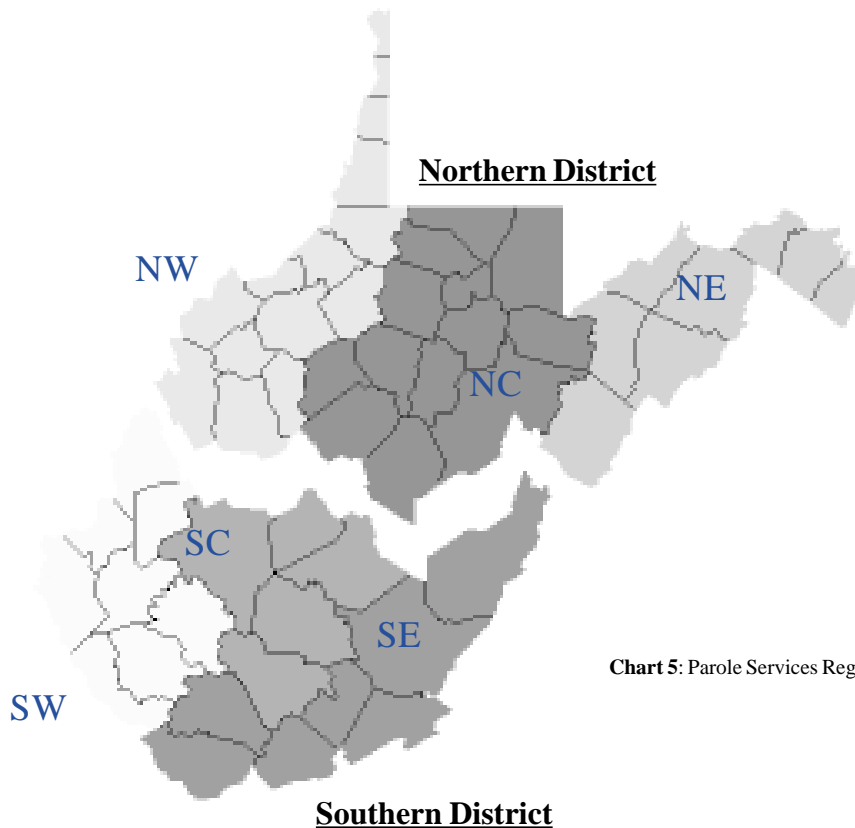 Northern District
NW
NE
NC
SC
SE
Chart 5: Parole Services Reg
SW
Southern District